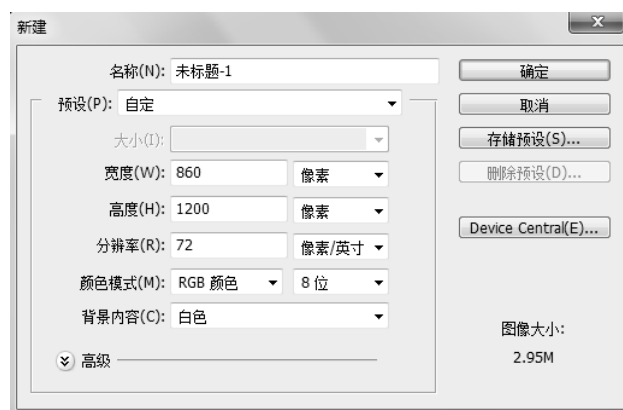 新建
名称(N): 未标题-1
确定
预设(P): 自定
取消
大小(I):
存储预设(S)...
宽度(W): 860 像素
删除预设(D)...
高度(H): 1200 像素
分辨率(R): 72 像素/英寸
Device Central(E)...
颜色模式(M): RGB 颜色 8 位
背景内容(C): 白色
图像大小:
高级
2.95M